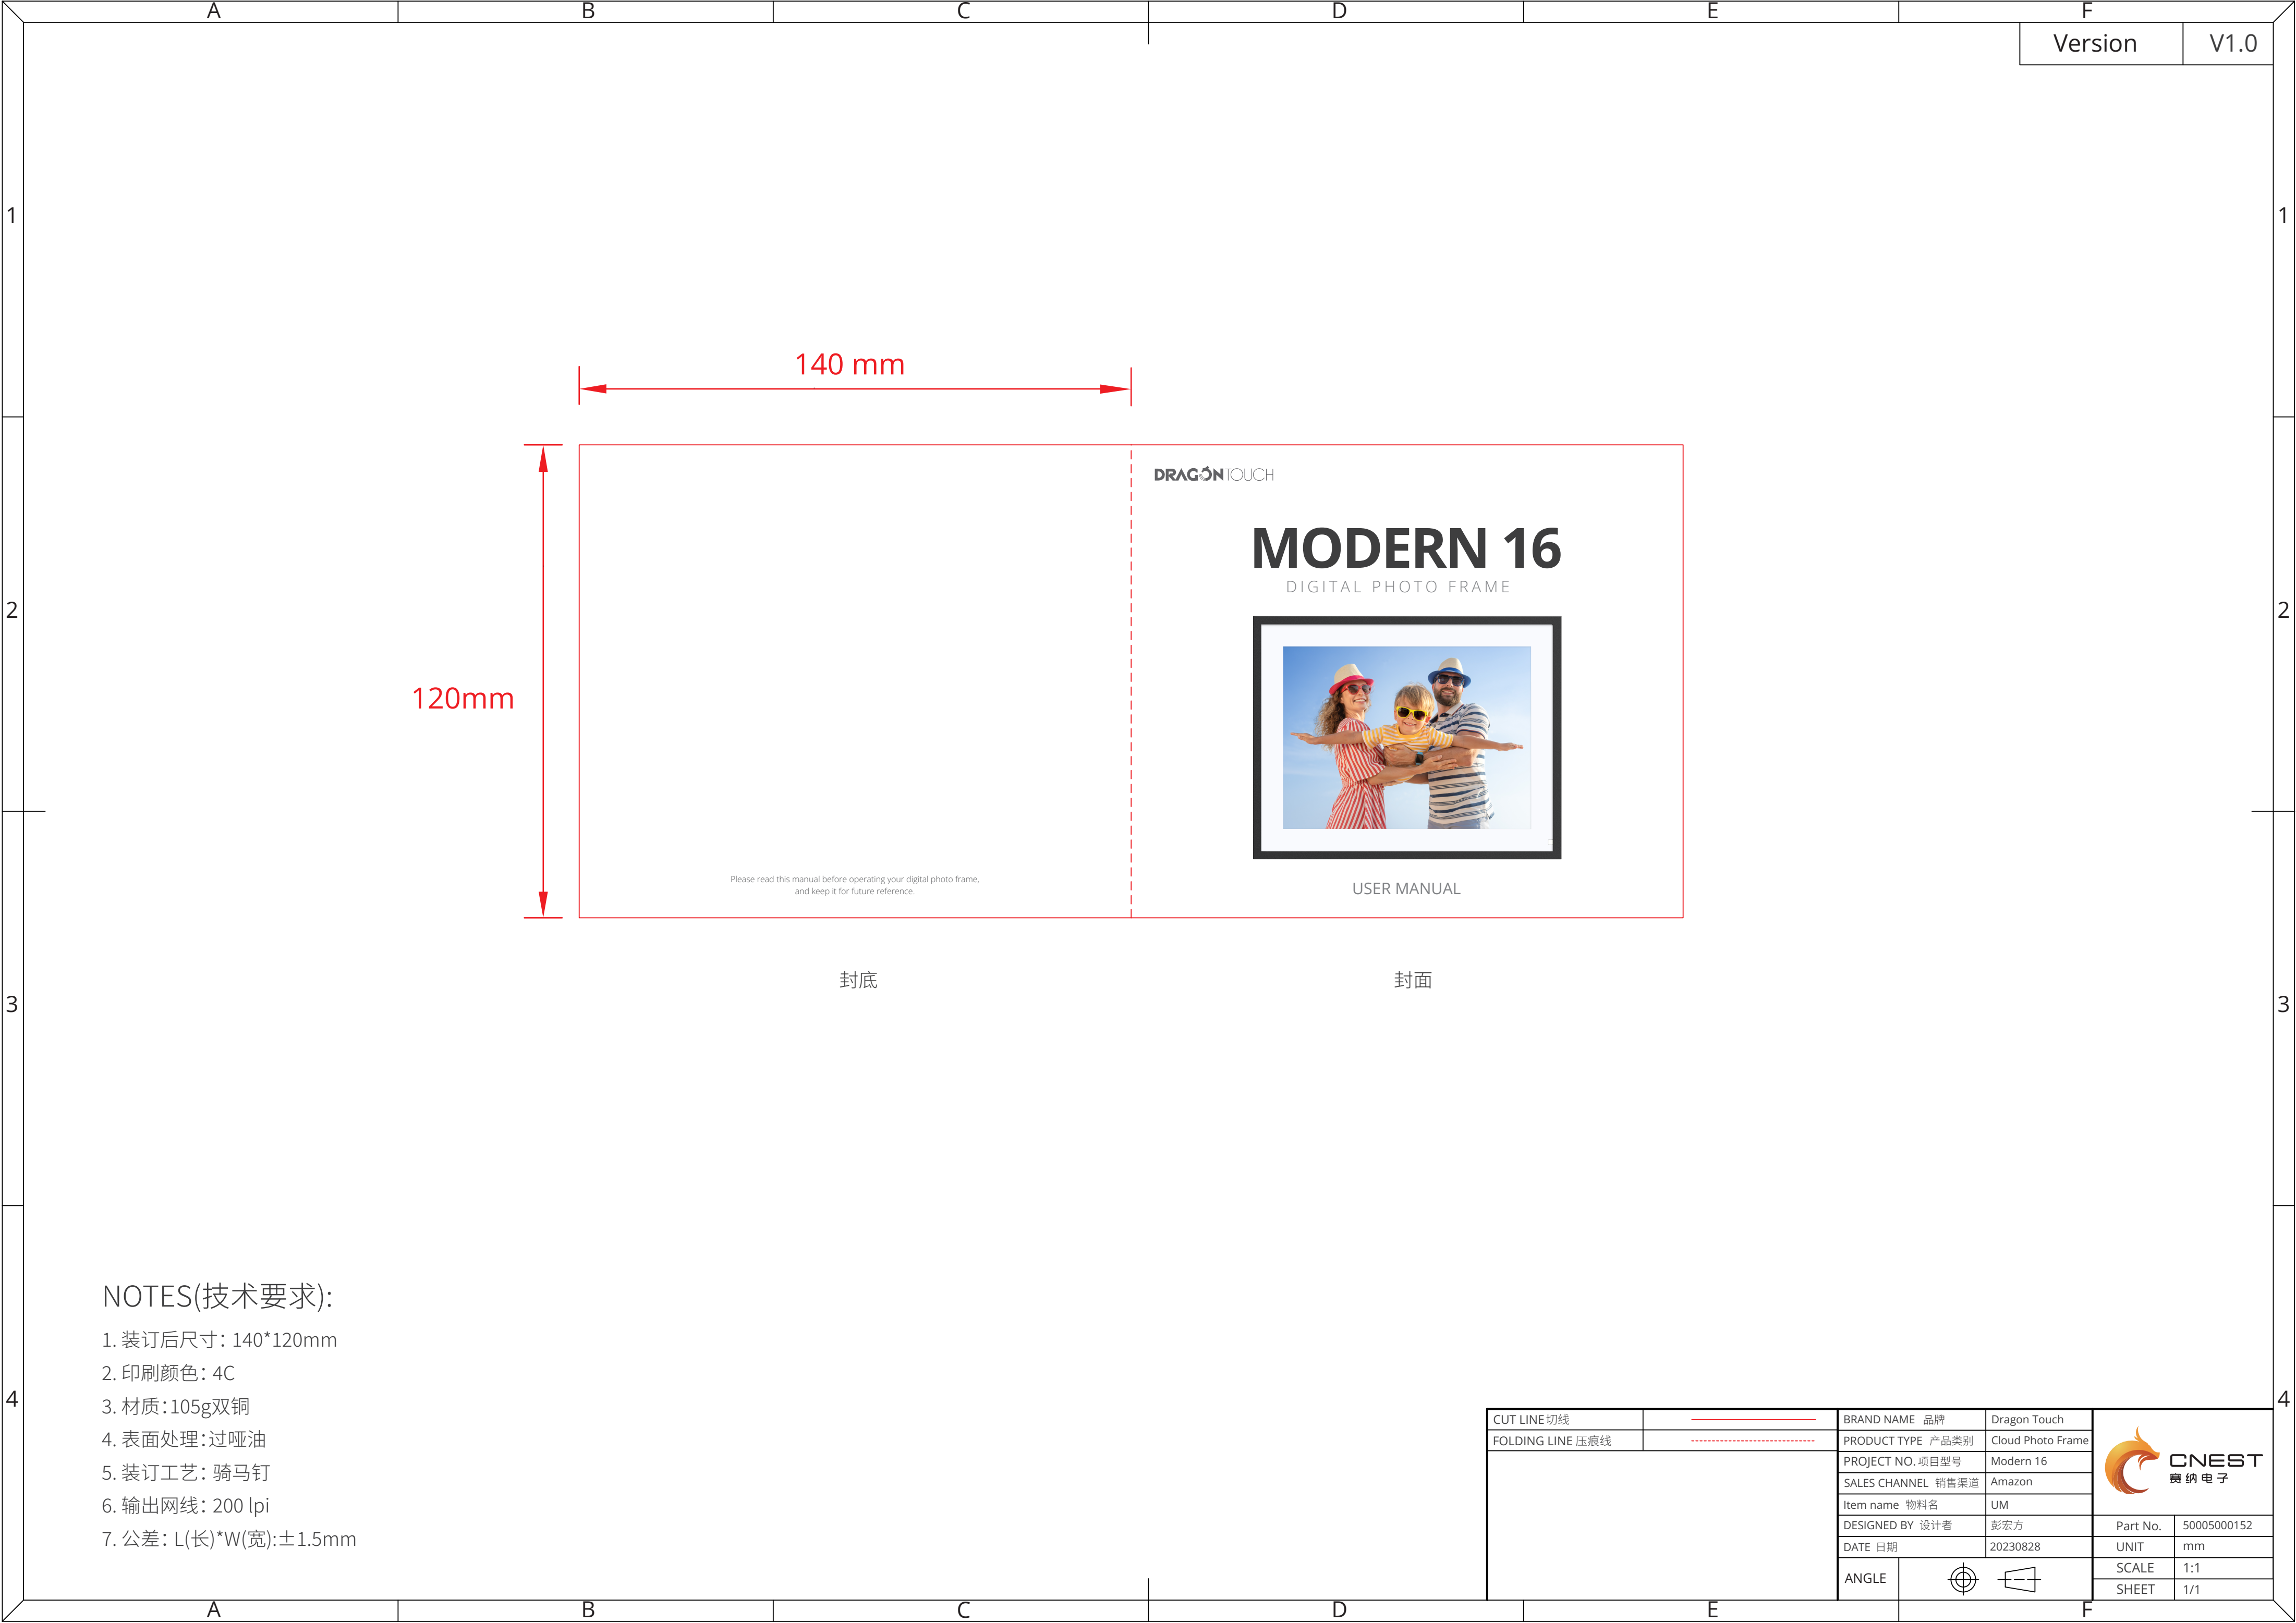 A B C D E F
Version V1.0
1 1
140 mm
DRAGONTOUCH
MODERN 16
DIGITAL PHOTO FRAME
2 2
120mm
Please read this manual before operating your digital photo frame,
and keep it for future reference.
USER MANUAL
封底 封面
3 3
NOTES(技术要求):
1. 装订后尺寸：140*120mm
2. 印刷颜色：4C
3. 材质：105g双铜
4. 表面处理：过哑油
5. 装订工艺：骑马钉
6. 输出网线：200 lpi
7. 公差：L(长)*W(宽):±1.5mm
4 4
CUT LINE切线
FOLDING LINE 压痕线
BRAND NAME 品牌 Dragon Touch
PRODUCT TYPE 产品类别 Cloud Photo Frame
PROJECT NO. 项目型号 Modern 16
SALES CHANNEL 销售渠道 Amazon
Item name 物料名 UM
DESIGNED BY 设计者 彭宏方
DATE 日期 20230828
ANGLE
CNEST
赛纳电子
Part No. 50005000152
UNIT mm
SCALE 1:1
SHEET 1/1
A B C D E F